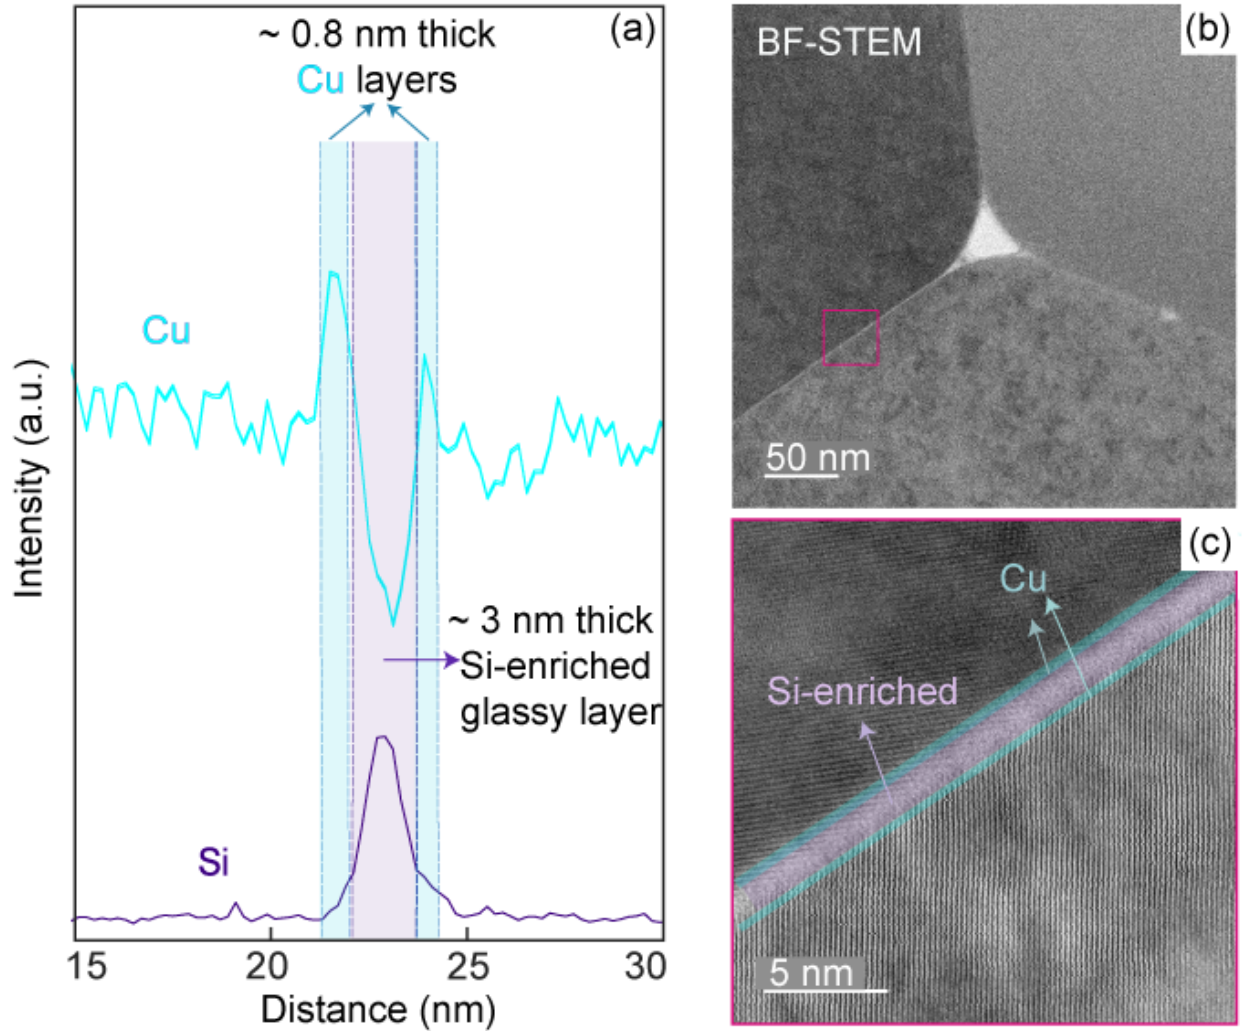 (a)
~ 0.8 nm thick
Cu layers
Cu
~ 3 nm thick
Si-enriched
glassy layer
Si
Intensity (a.u.)
15 20 25 30
Distance (nm)
(b)
BF-STEM
50 nm
(c)
Cu
Si-enriched
5 nm